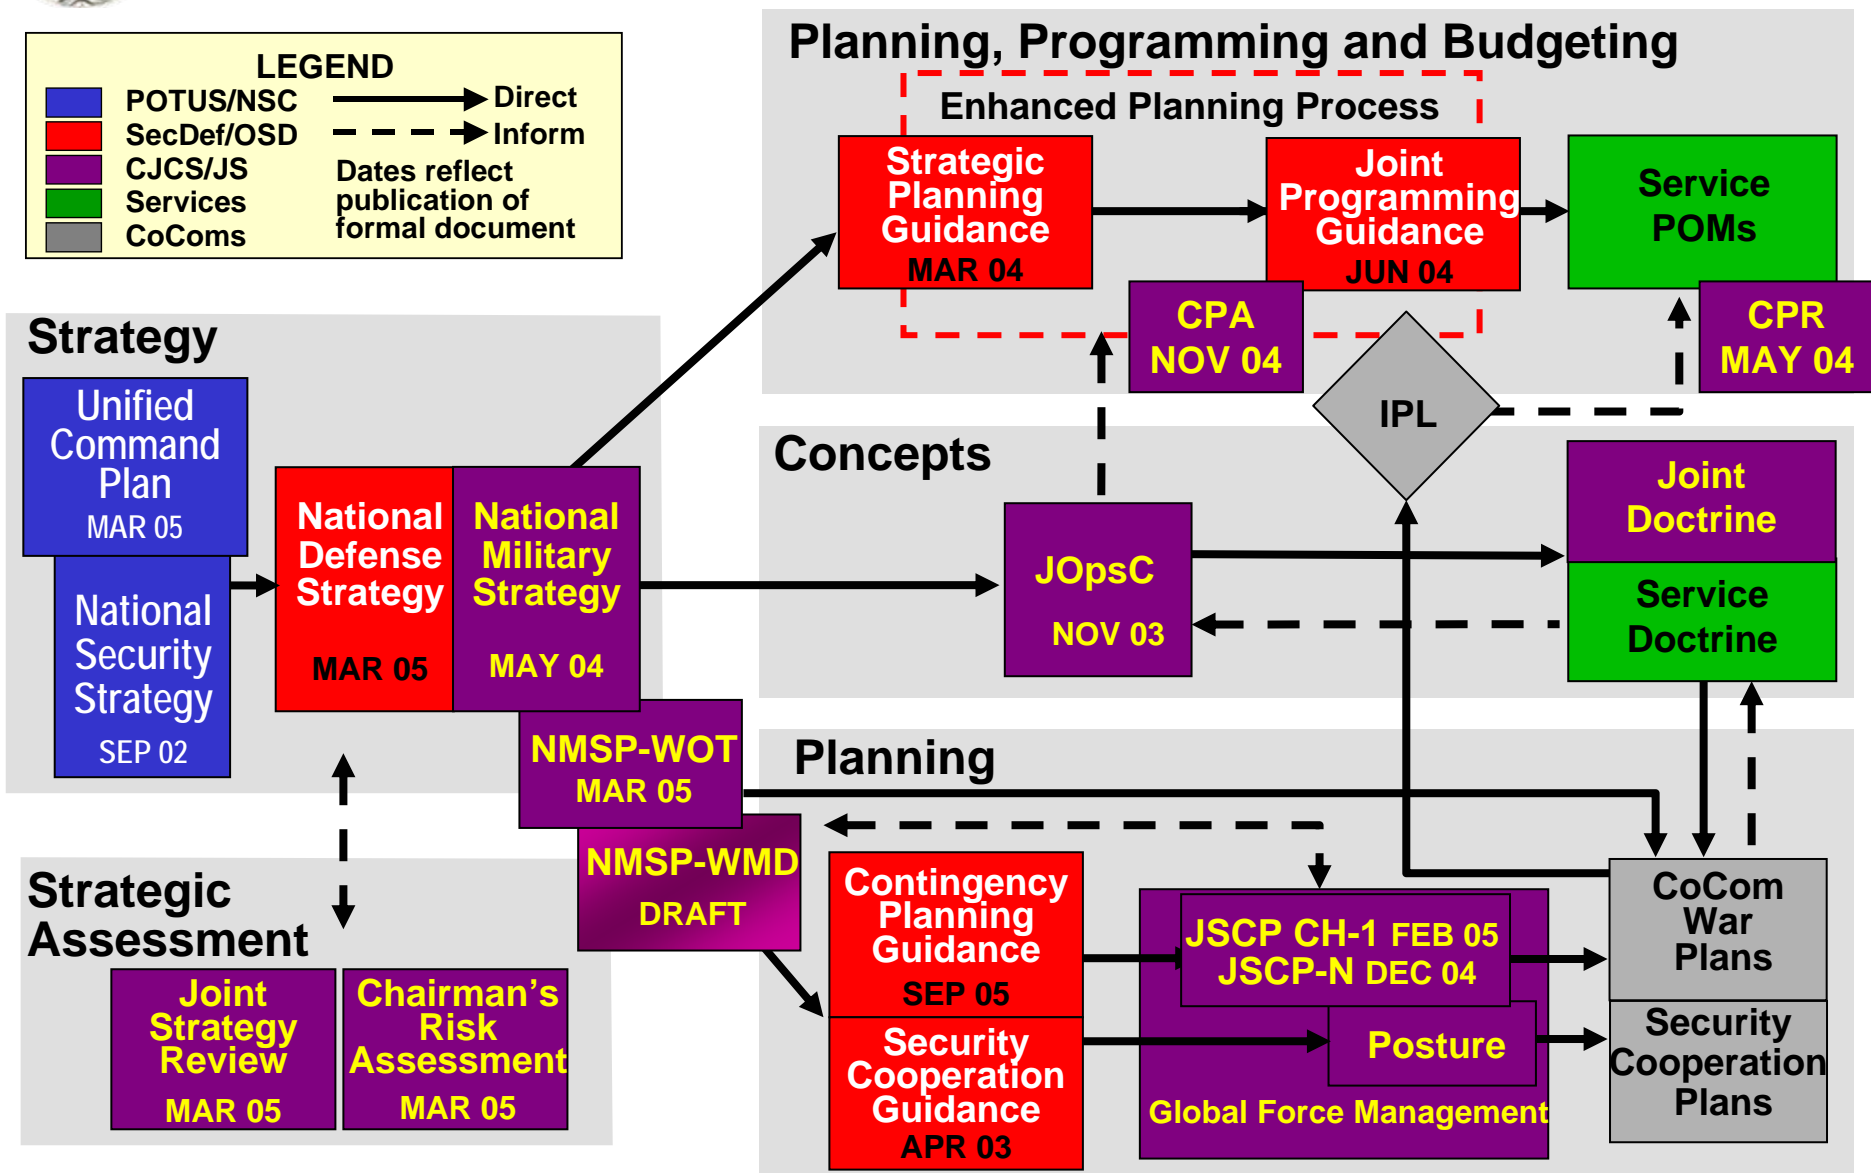 LEGEND
POTUS/NSC
SecDef/OSD
CJCS/JS
Services
CoComs
Direct
Inform
Dates reflect
publication of
formal document
Planning, Programming and Budgeting
Enhanced Planning Process
Strategic
Planning
Guidance
MAR 04
Joint
Programming
Guidance
JUN 04
Service
POMs
CPA
NOV 04
CPR
MAY 04
IPL
Strategy
Unified
Command
Plan
MAR 05
National
Security
Strategy
SEP 02
National
Defense
Strategy
MAR 05
National
Military
Strategy
MAY 04
NMSP-WOT
MAR 05
NMSP-WMD
DRAFT
Concepts
JOpsC
NOV 03
Joint
Doctrine
Service
Doctrine
Strategic
Assessment
Joint
Strategy
Review
MAR 05
Chairman’s
Risk
Assessment
MAR 05
Planning
Contingency
Planning
Guidance
SEP 05
Security
Cooperation
Guidance
APR 03
JSCP CH-1 FEB 05
JSCP-N DEC 04
Posture
Global Force Management
CoCom
War
Plans
Security
Cooperation
Plans